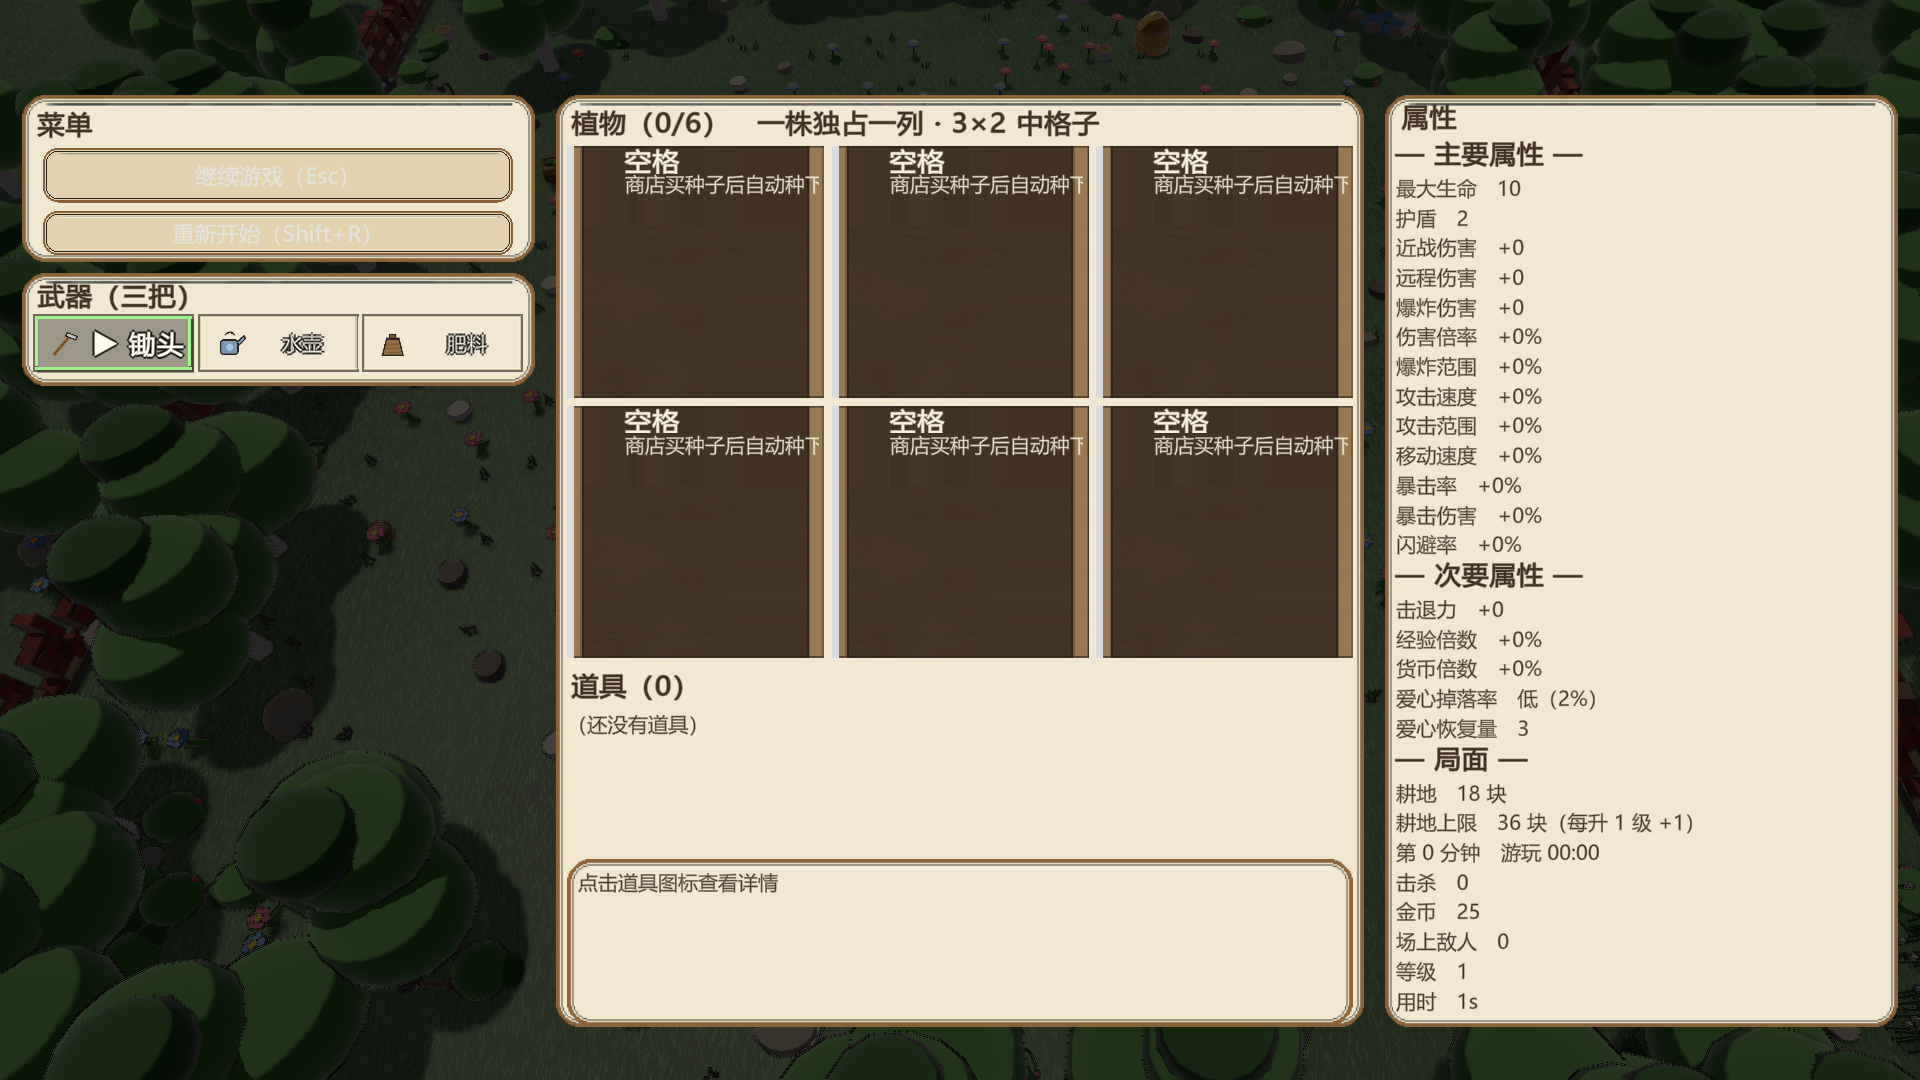 菜单
继续游戏（Esc）
重新开始（Shift+R）
武器（三把）
▶ 锄头
水壶
肥料
植物（0/6） 一株独占一列 · 3×2 中格子
空格
商店买种子后自动种下
空格
商店买种子后自动种下
空格
商店买种子后自动种下
空格
商店买种子后自动种下
空格
商店买种子后自动种下
空格
商店买种子后自动种下
道具（0）
（还没有道具）
点击道具图标查看详情
属性
— 主要属性 —
最大生命 10
护盾 2
近战伤害 +0
远程伤害 +0
爆炸伤害 +0
伤害倍率 +0%
爆炸范围 +0%
攻击速度 +0%
攻击范围 +0%
移动速度 +0%
暴击率 +0%
暴击伤害 +0%
闪避率 +0%
— 次要属性 —
击退力 +0
经验倍数 +0%
货币倍数 +0%
爱心掉落率 低（2%）
爱心恢复量 3
— 局面 —
耕地 18 块
耕地上限 36 块（每升 1 级 +1）
第 0 分钟 游玩 00:00
击杀 0
金币 25
场上敌人 0
等级 1
用时 1s